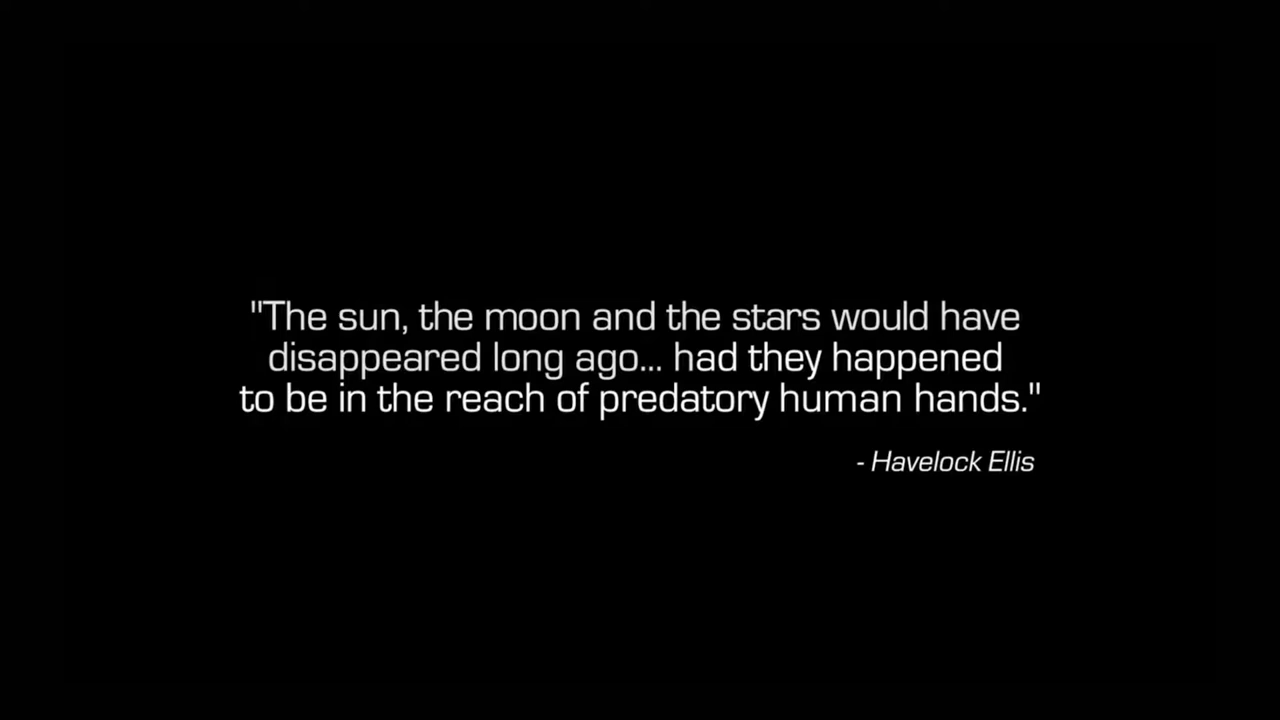 "The sun, the moon and the stars would have
disappeared long ago... had they happened
to be in the reach of predatory human hands."
- Havelock Ellis